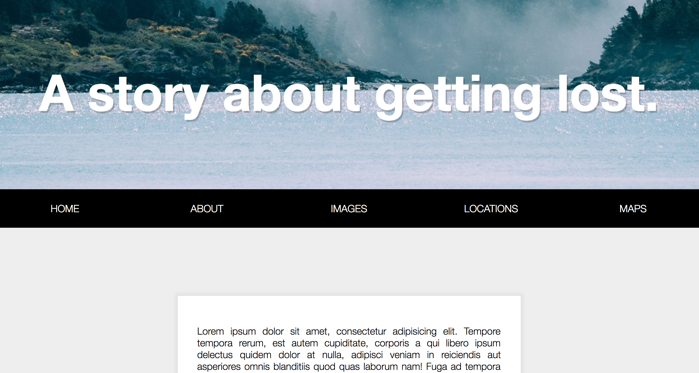 A story about getting lost.
HOME ABOUT IMAGES LOCATIONS MAPS
Lorem ipsum dolor sit amet, consectetur adipisicing elit. Tempore
tempora rerum, est autem cupiditate, corporis a qui libero ipsum
delectus quidem dolor at nulla, adipisci veniam in reiciendis aut
asperiores omnis blanditiis quod quas laborum nam! Fuga ad tempora